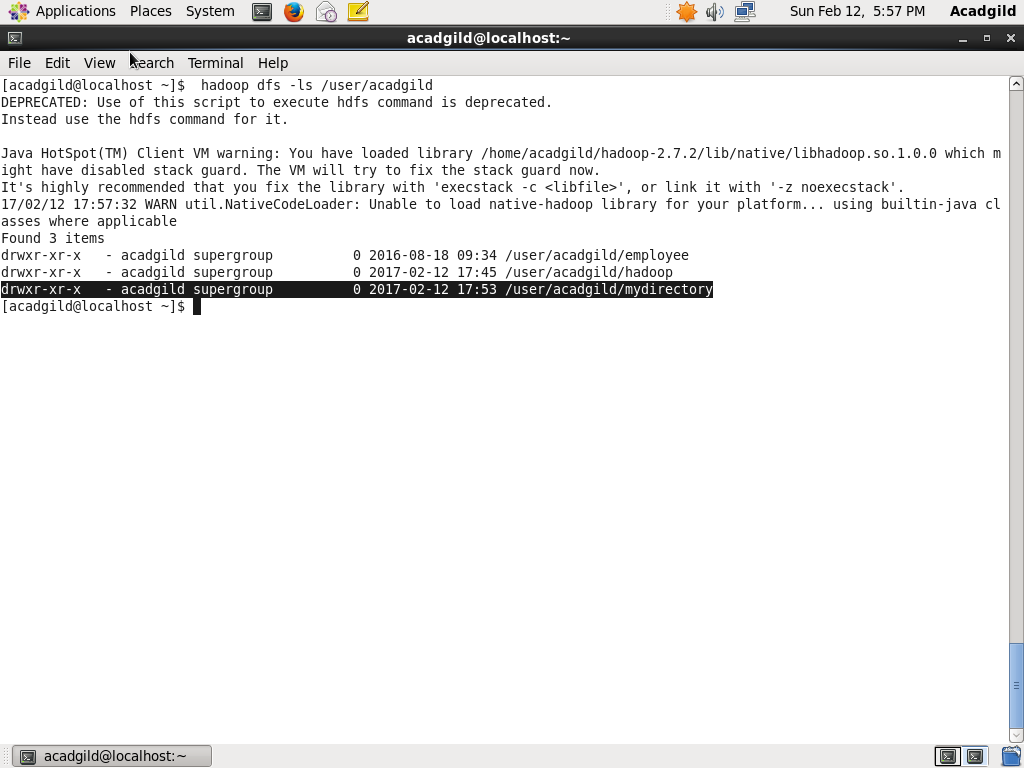 Applications Places System Sun Feb 12, 5:57 PM Acadgild
acadgild@localhost:~
File Edit View Search Terminal Help
[acadgild@localhost ~]$  hadoop dfs -ls /user/acadgild
DEPRECATED: Use of this script to execute hdfs command is deprecated.
Instead use the hdfs command for it.
Java HotSpot(TM) Client VM warning: You have loaded library /home/acadgild/hadoop-2.7.2/lib/native/libhadoop.so.1.0.0 which m
ight have disabled stack guard. The VM will try to fix the stack guard now.
It's highly recommended that you fix the library with 'execstack -c <libfile>', or link it with '-z noexecstack'.
17/02/12 17:57:32 WARN util.NativeCodeLoader: Unable to load native-hadoop library for your platform... using builtin-java cl
asses where applicable
Found 3 items
drwxr-xr-x   - acadgild supergroup          0 2016-08-18 09:34 /user/acadgild/employee
drwxr-xr-x   - acadgild supergroup          0 2017-02-12 17:45 /user/acadgild/hadoop
drwxr-xr-x   - acadgild supergroup          0 2017-02-12 17:53 /user/acadgild/mydirectory
[acadgild@localhost ~]$
acadgild@localhost:~